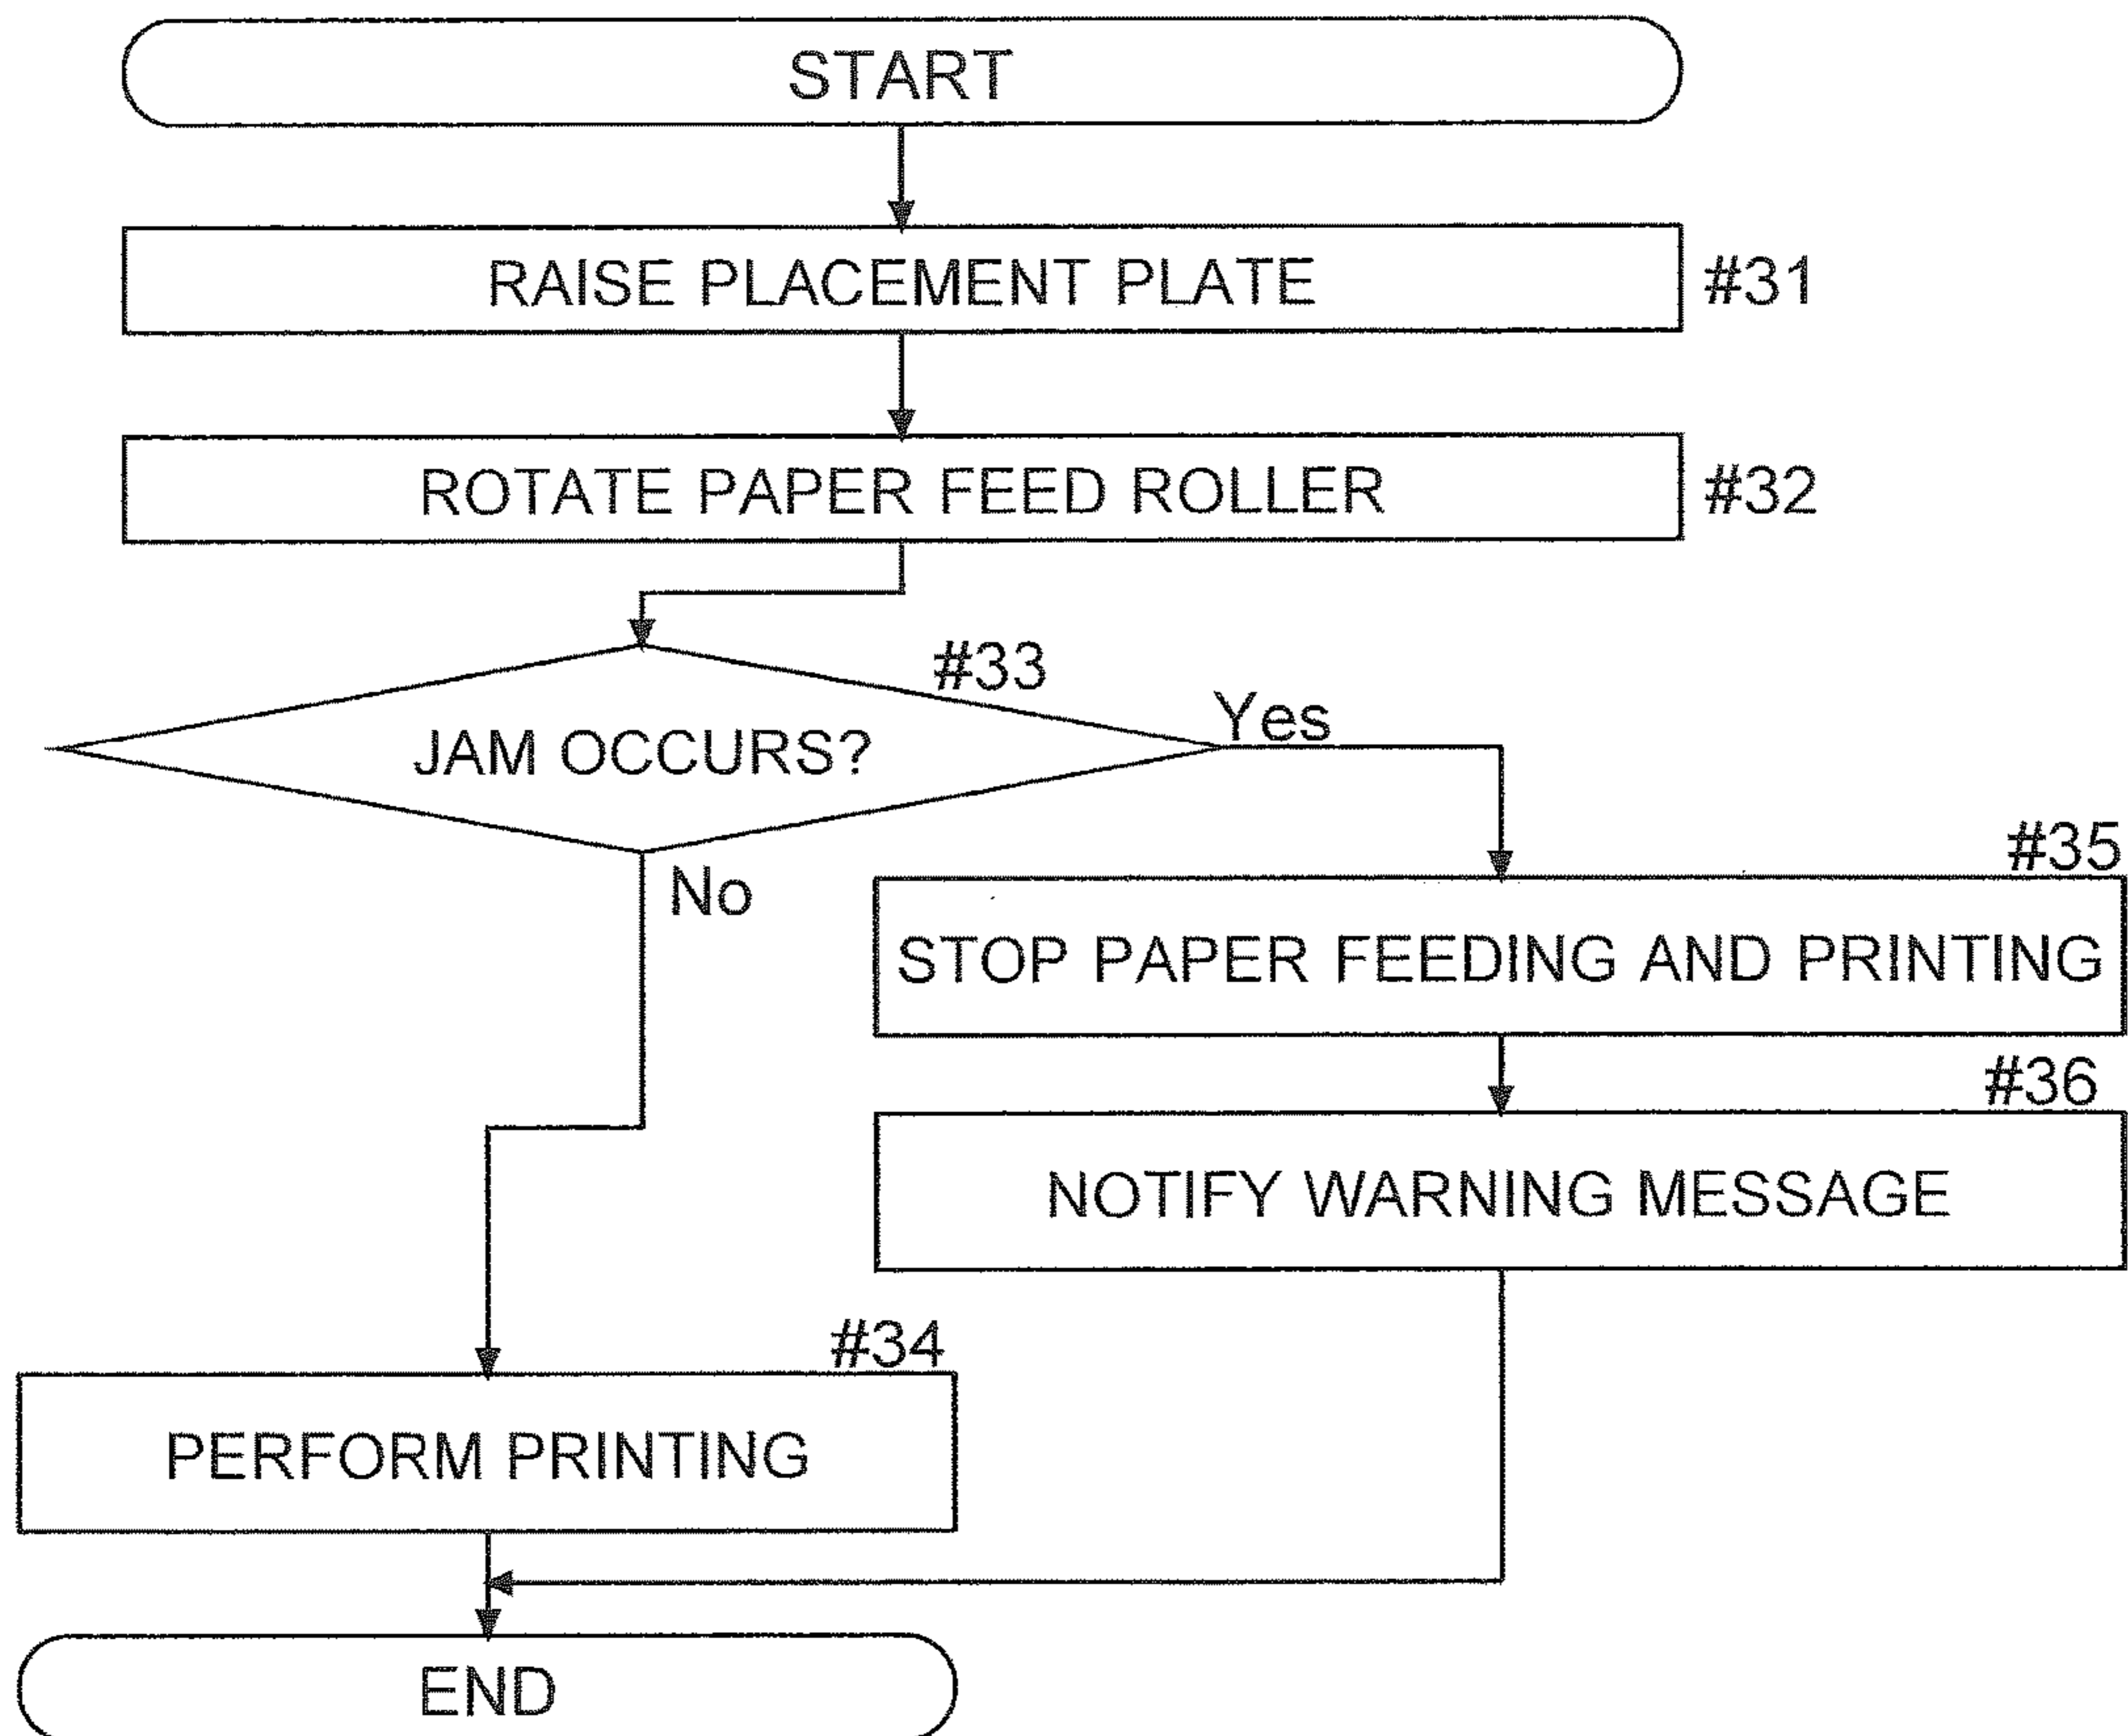 START
RAISE PLACEMENT PLATE #31
ROTATE PAPER FEED ROLLER #32
#33
JAM OCCURS?
Yes
No
#35
STOP PAPER FEEDING AND PRINTING
#36
NOTIFY WARNING MESSAGE
#34
PERFORM PRINTING
END